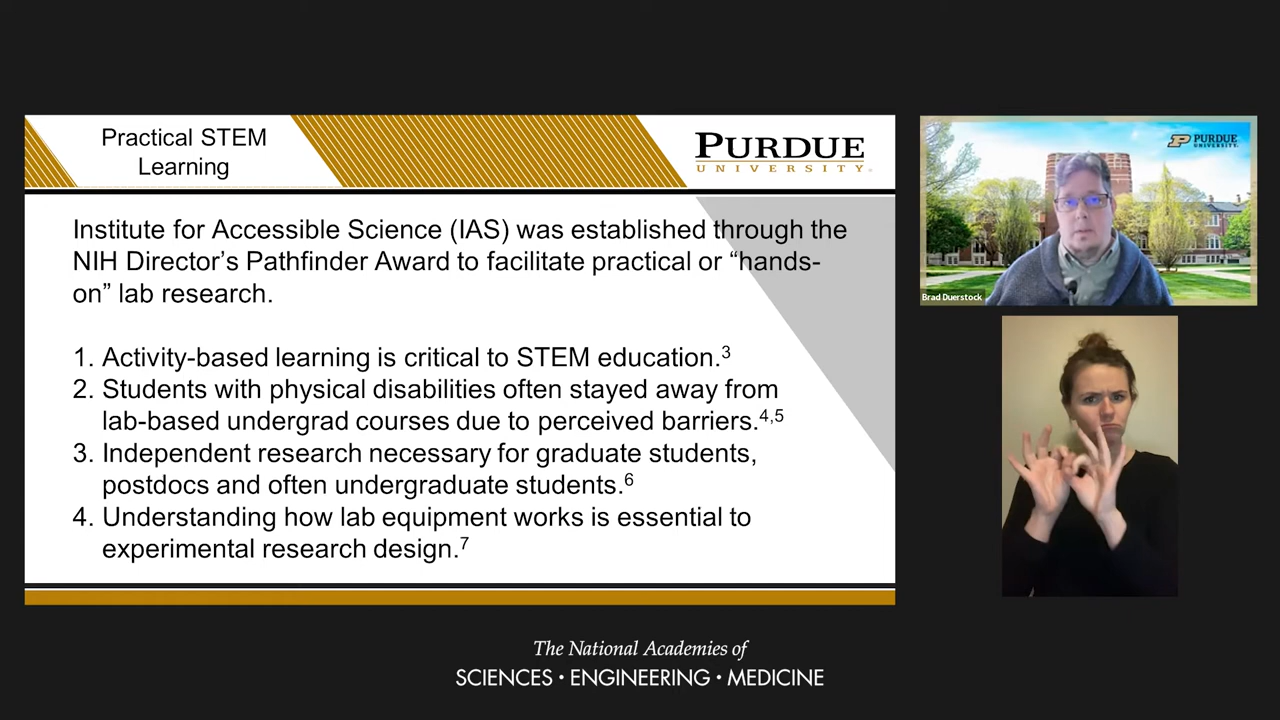 Practical STEM
Learning
PURDUE
UNIVERSITY®
Institute for Accessible Science (IAS) was established through the
NIH Director’s Pathfinder Award to facilitate practical or “hands-
on” lab research.
1. Activity-based learning is critical to STEM education.3
2. Students with physical disabilities often stayed away from
lab-based undergrad courses due to perceived barriers.4,5
3. Independent research necessary for graduate students,
postdocs and often undergraduate students.6
4. Understanding how lab equipment works is essential to
experimental research design.7
P PURDUE
UNIVERSITY.
Brad Duerstock
The National Academies of
SCIENCES • ENGINEERING • MEDICINE